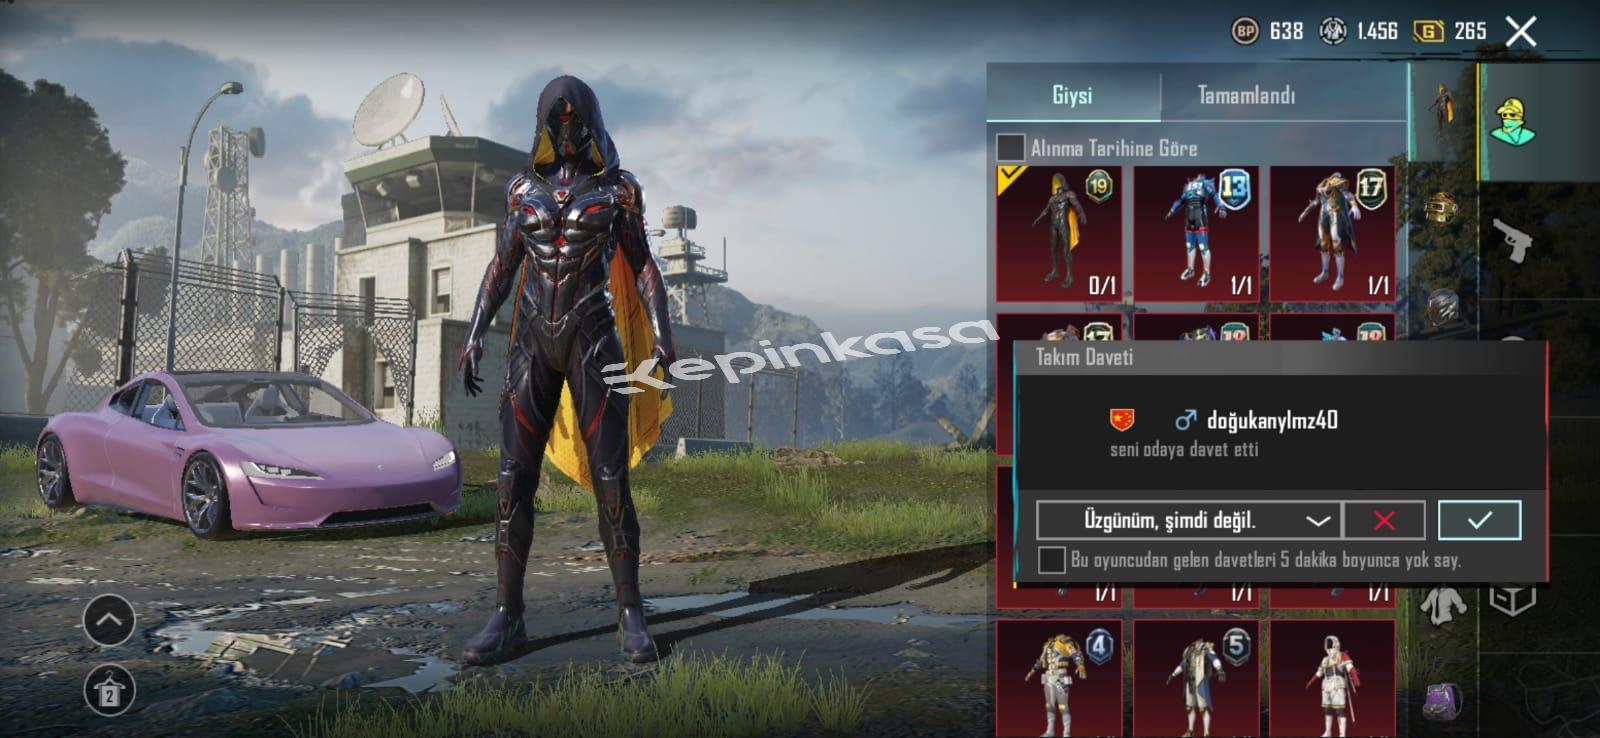 BP 638 1.456 G 265
Giysi Tamamlandı
Alınma Tarihine Göre
19 13 17
0/1 1/1 1/1
Takım Daveti
doğukanylmz40
seni odaya davet etti
Üzgünüm, şimdi değil.
Bu oyuncudan gelen davetleri 5 dakika boyunca yok say.
1/1 1/1 1/1
4 5
2
epinkasa